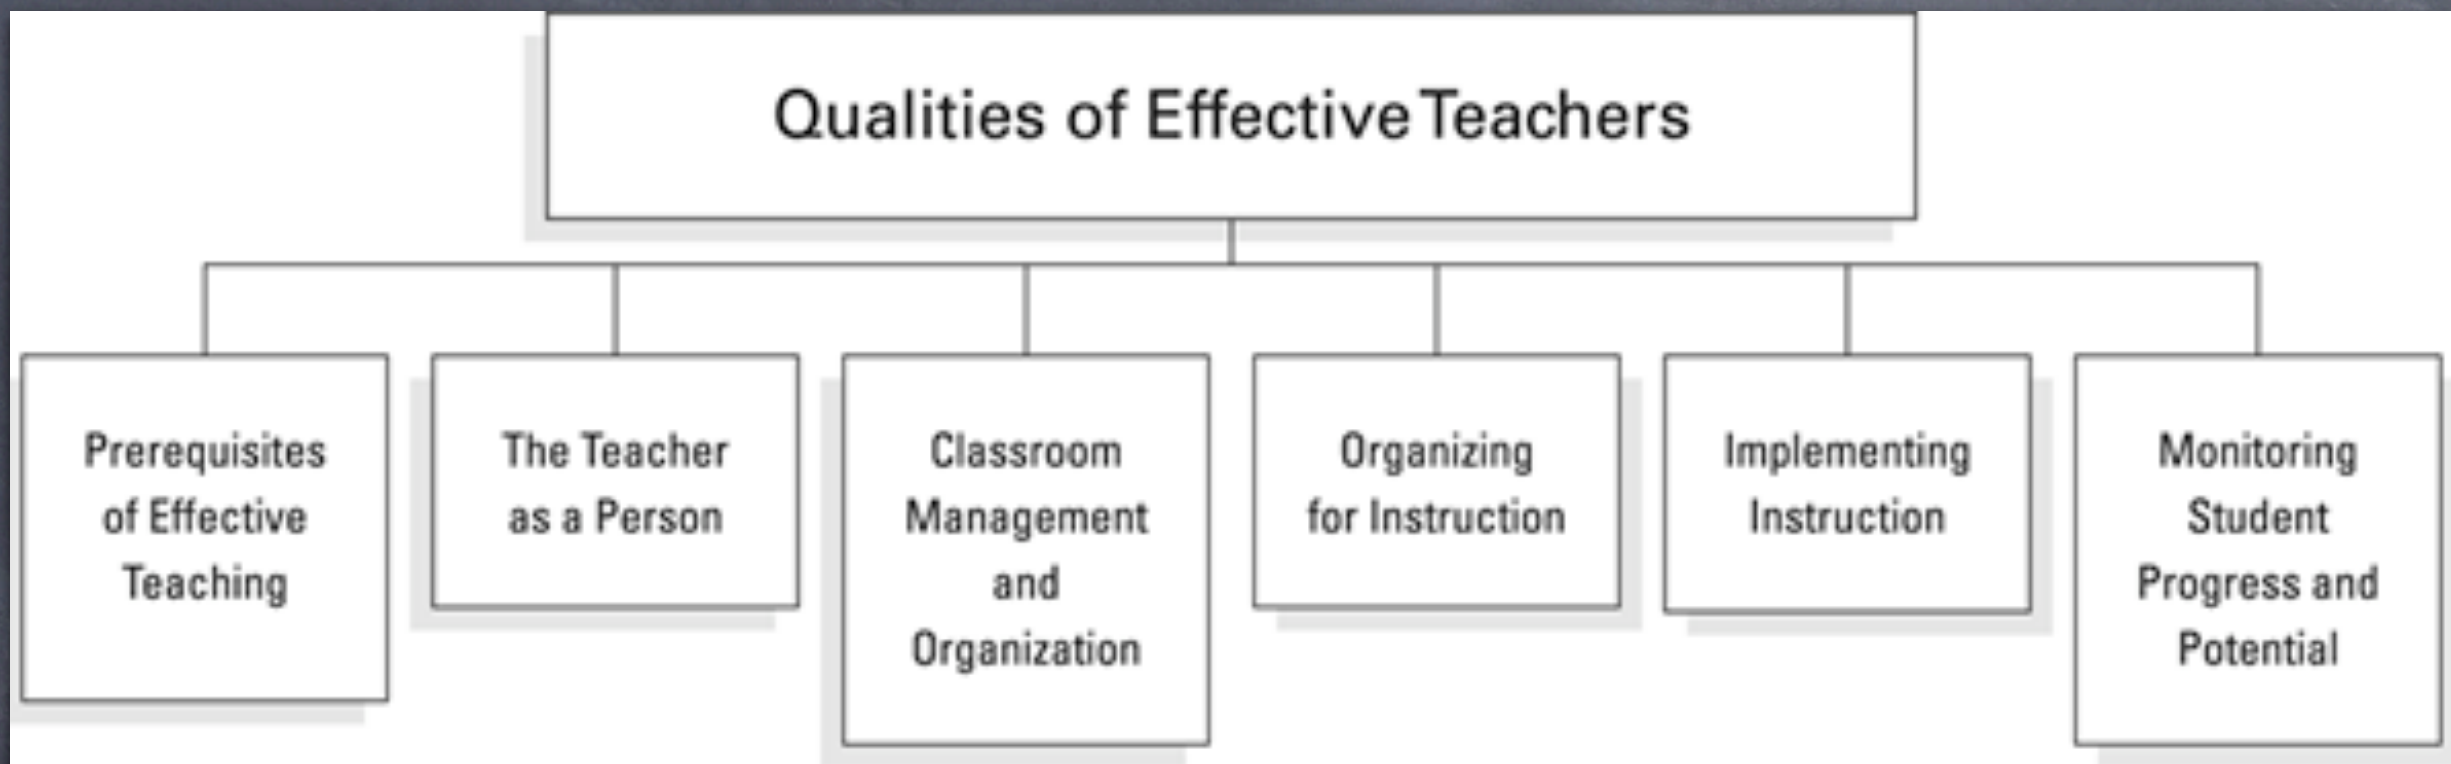 Qualities of Effective Teachers
Prerequisites
of Effective
Teaching
The Teacher
as a Person
Classroom
Management
and
Organization
Organizing
for Instruction
Implementing
Instruction
Monitoring
Student
Progress and
Potential